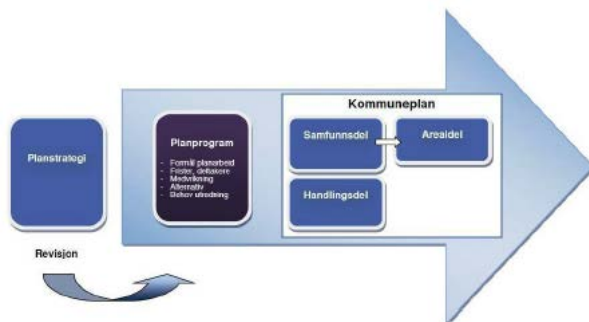 Kommuneplan
Planstrategi
Planprogram
- Formål planarbeid
- Frister, deltakere
- Medvirkning
- Alternativ
- Behov utredning
Samfunnsdel
Arealdel
Handlingsdel
Revisjon